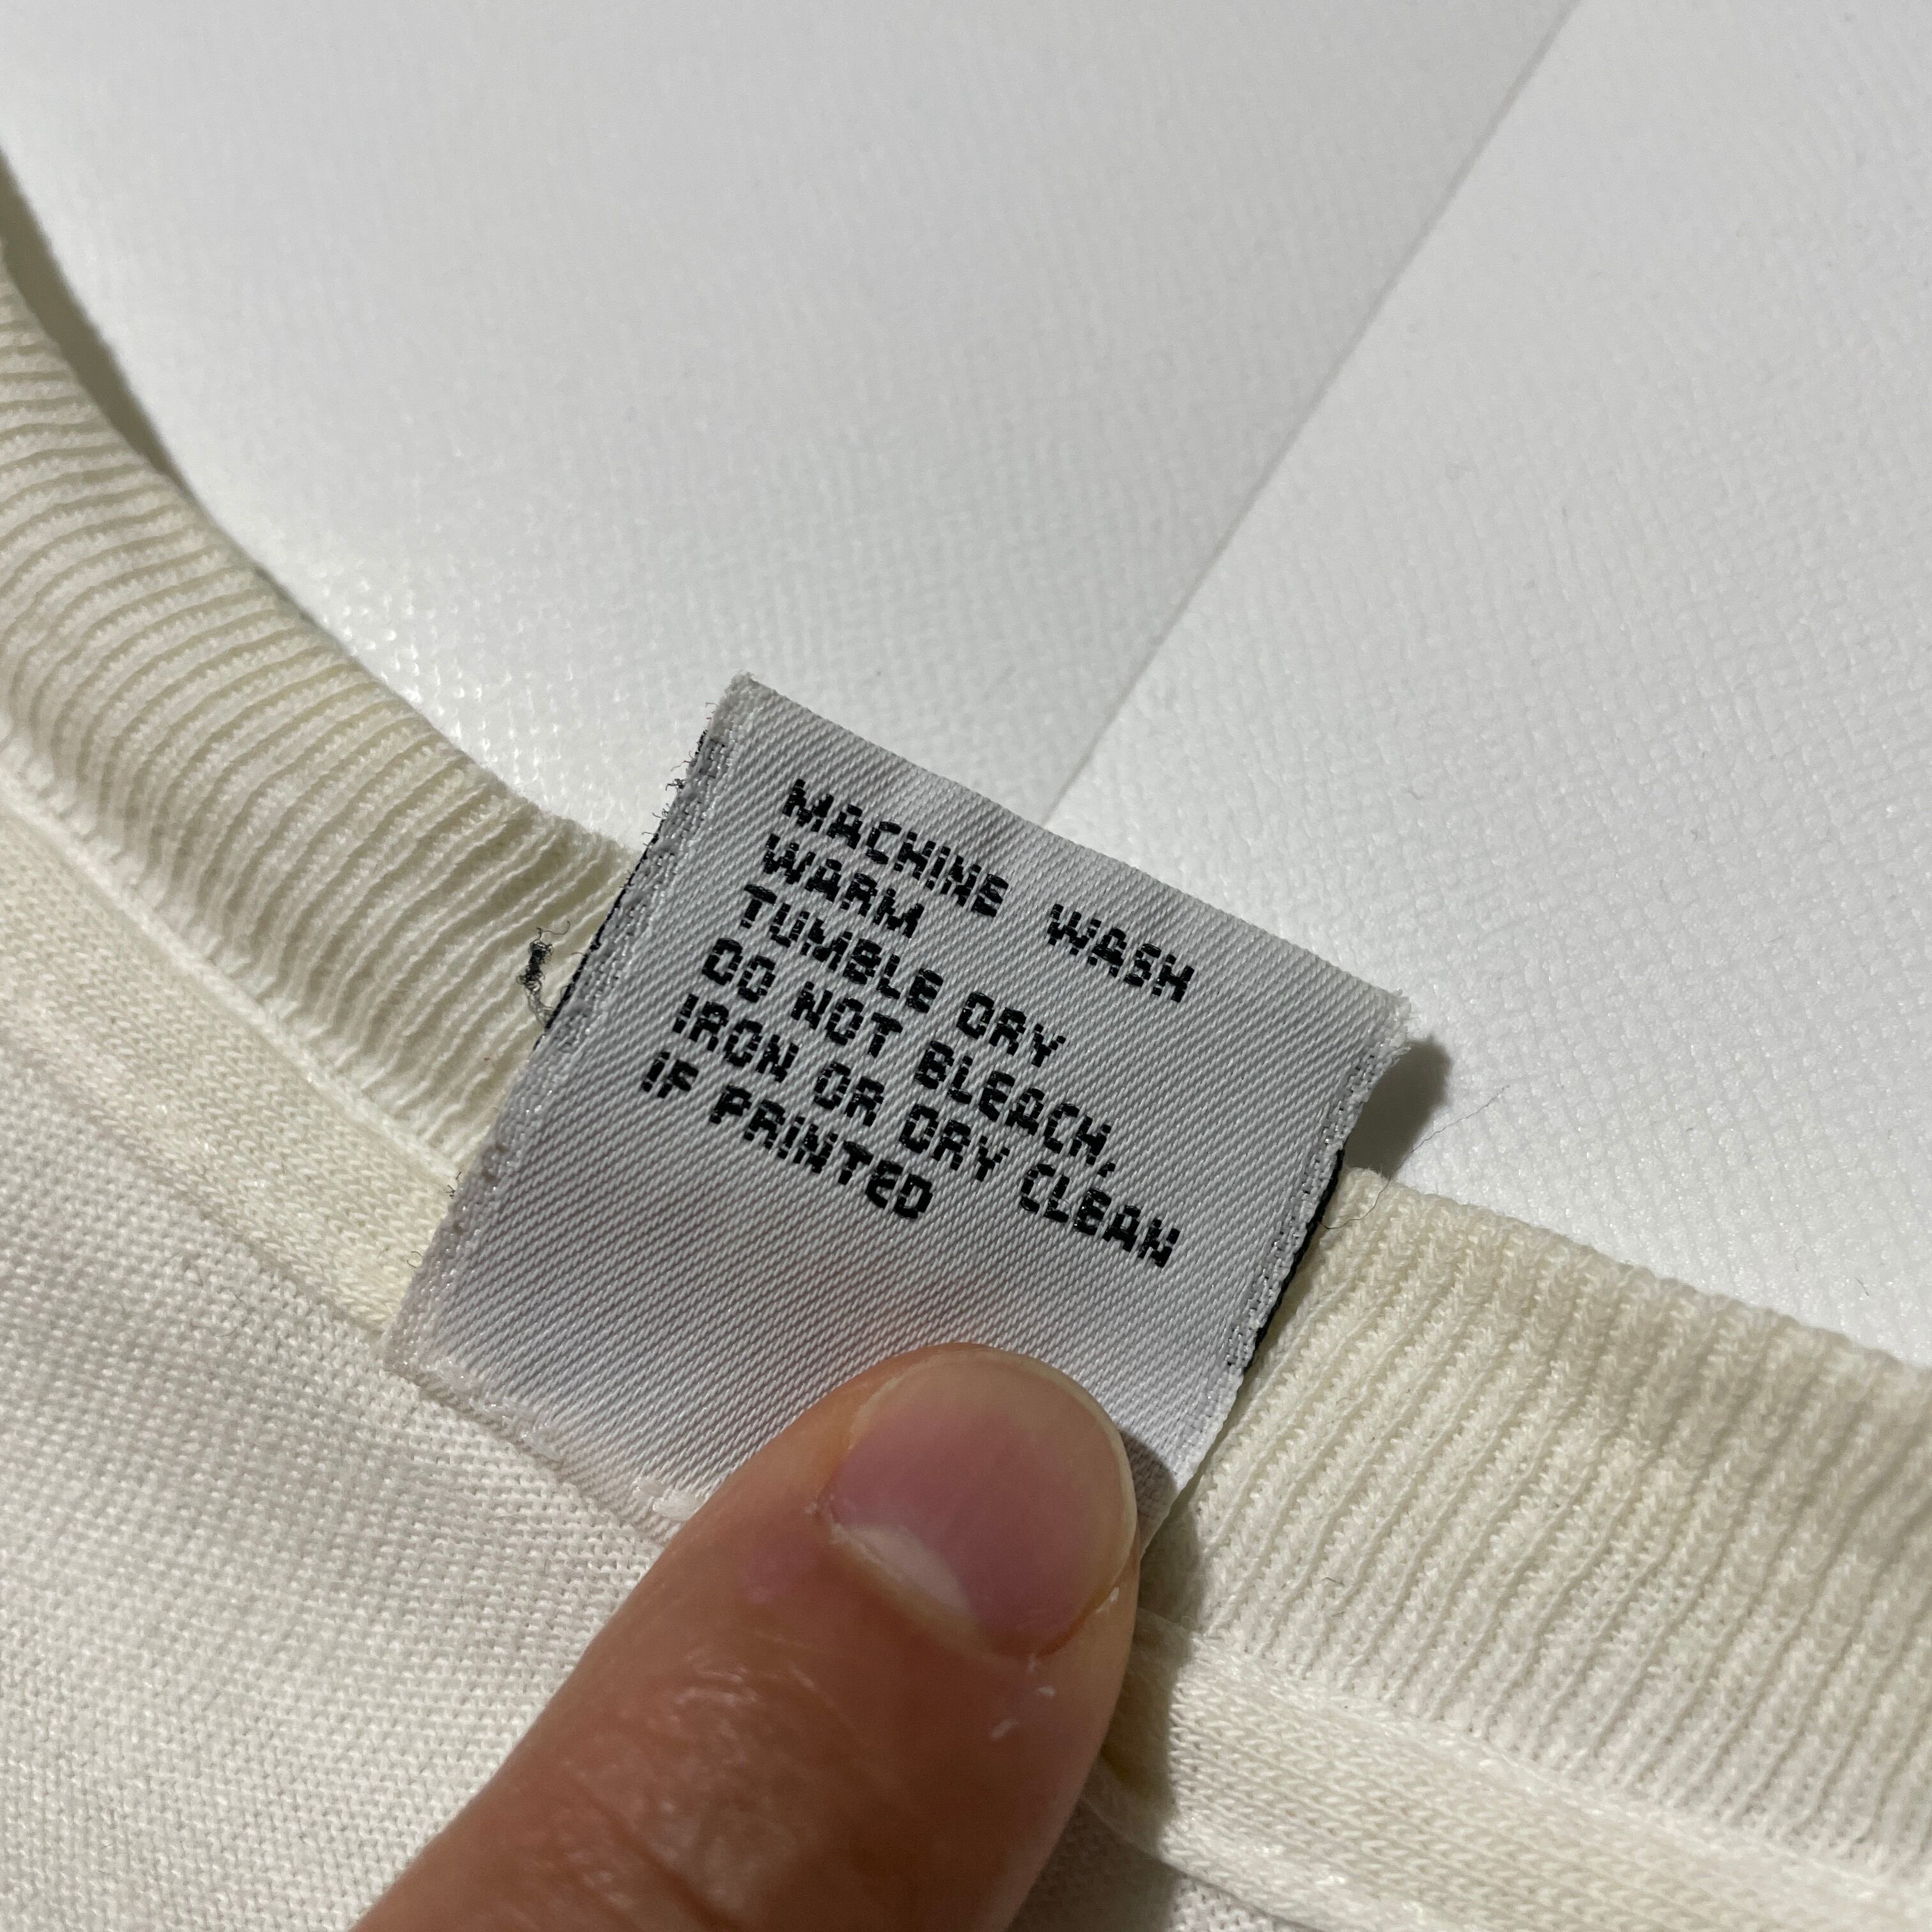 MACHINE WASH
WARM
TUMBLE DRY
DO NOT BLEACH,
IRON OR DRY CLEAN
IF PRINTED